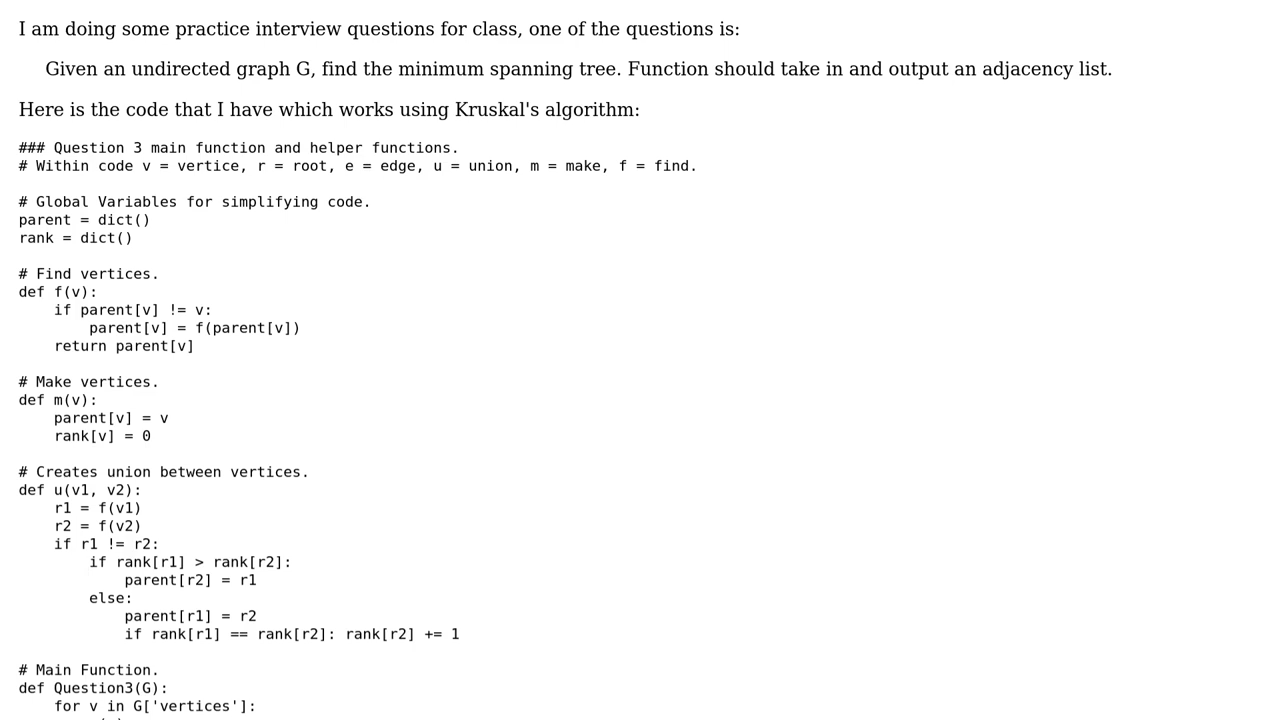 I am doing some practice interview questions for class, one of the questions is:
Given an undirected graph G, find the minimum spanning tree. Function should take in and output an adjacency list.
Here is the code that I have which works using Kruskal's algorithm:
### Question 3 main function and helper functions.
# Within code v = vertice, r = root, e = edge, u = union, m = make, f = find.
# Global Variables for simplifying code.
parent = dict()
rank = dict()
# Find vertices.
def f(v):
    if parent[v] != v:
        parent[v] = f(parent[v])
    return parent[v]
# Make vertices.
def m(v):
    parent[v] = v
    rank[v] = 0
# Creates union between vertices.
def u(v1, v2):
    r1 = f(v1)
    r2 = f(v2)
    if r1 != r2:
        if rank[r1] > rank[r2]:
            parent[r2] = r1
        else:
            parent[r1] = r2
            if rank[r1] == rank[r2]: rank[r2] += 1
# Main Function.
def Question3(G):
    for v in G['vertices']: